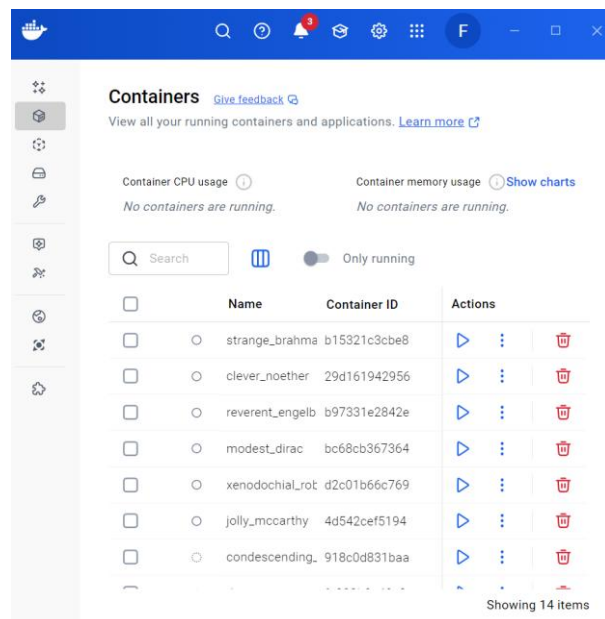 3
F
Containers Give feedback
View all your running containers and applications. Learn more
Container CPU usage
No containers are running.
Container memory usage
No containers are running.
Show charts
Search
Only running
Name Container ID Actions
strange_brahma b15321c3cbe8
clever_noether 29d161942956
reverent_engelb b97331e2842e
modest_dirac bc68cb367364
xenodochial_rob d2c01b66c769
jolly_mccarthy 4d542cef5194
condescending_ 918c0d831baa
Showing 14 items